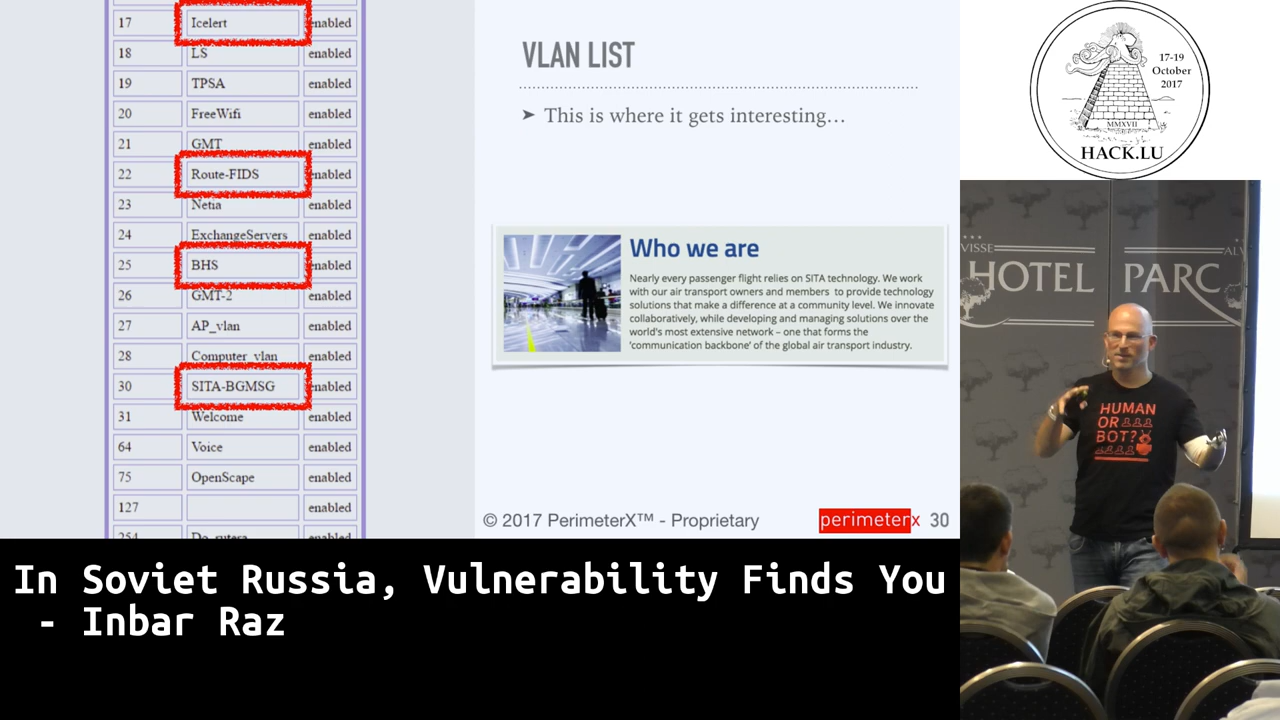 17 Icelert enabled
18 LS enabled
19 TPSA enabled
20 FreeWifi enabled
21 GMT enabled
22 Route-FIDS enabled
23 Netia enabled
24 ExchangeServers enabled
25 BHS enabled
26 GMT-2 enabled
27 AP_vlan enabled
28 Computer_vlan enabled
30 SITA-BGMSG enabled
31 Welcome enabled
64 Voice enabled
75 OpenScape enabled
127 enabled
VLAN LIST
➤ This is where it gets interesting…
Who we are
Nearly every passenger flight relies on SITA technology. We work
with our air transport owners and members to provide technology
solutions that make a difference at a community level. We innovate
collaboratively, while developing and managing solutions over the
world's most extensive network – one that forms the
'communication backbone' of the global air transport industry.
© 2017 PerimeterX™ - Proprietary
perimeterx 30
17-19
October
2017
MMXVII
HACK.LU
HOTEL PARC
HUMAN
OR
BOT?
In Soviet Russia, Vulnerability Finds You
- Inbar Raz